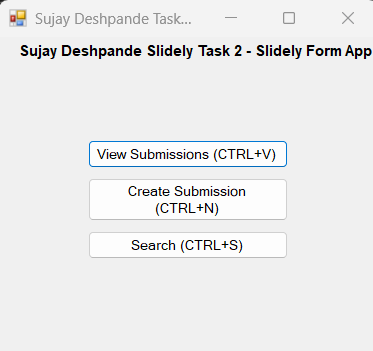 Sujay Deshpande Task...
Sujay Deshpande Slidely Task 2 - Slidely Form App
View Submissions (CTRL+V)
Create Submission
(CTRL+N)
Search (CTRL+S)